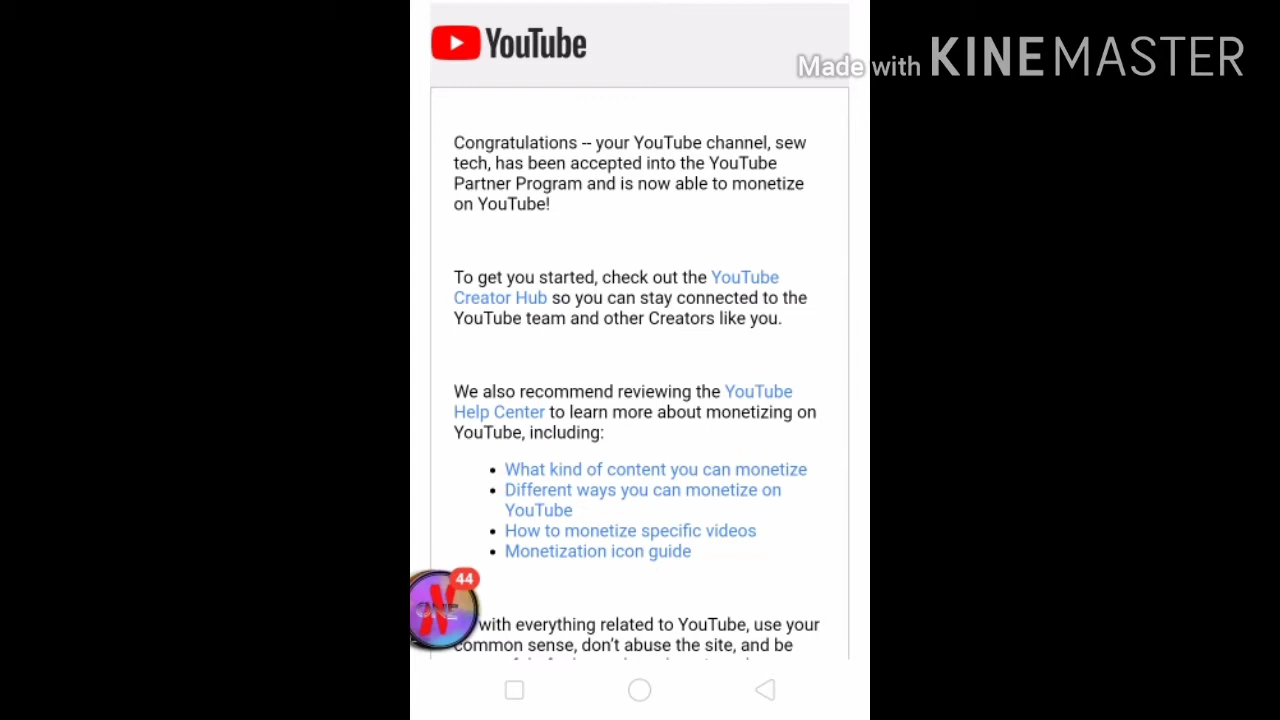 YouTube
Made with KINEMASTER
Congratulations -- your YouTube channel, sew
tech, has been accepted into the YouTube
Partner Program and is now able to monetize
on YouTube!
To get you started, check out the YouTube
Creator Hub so you can stay connected to the
YouTube team and other Creators like you.
We also recommend reviewing the YouTube
Help Center to learn more about monetizing on
YouTube, including:
• What kind of content you can monetize
• Different ways you can monetize on
YouTube
• How to monetize specific videos
• Monetization icon guide
44
N
ONE
with everything related to YouTube, use your
common sense, don't abuse the site, and be